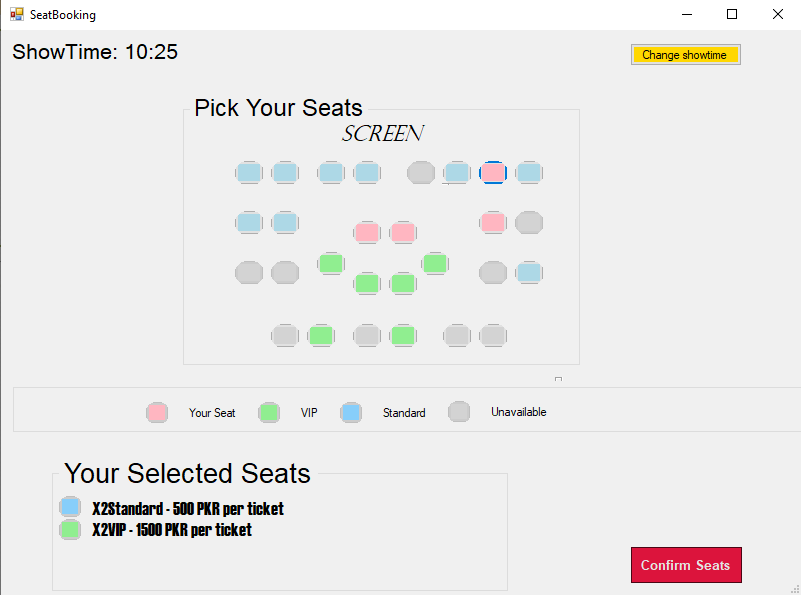 SeatBooking
ShowTime: 10:25
Change showtime
Pick Your Seats
SCREEN
Your Seat
VIP
Standard
Unavailable
Your Selected Seats
X2Standard - 500 PKR per ticket
X2VIP - 1500 PKR per ticket
Confirm Seats